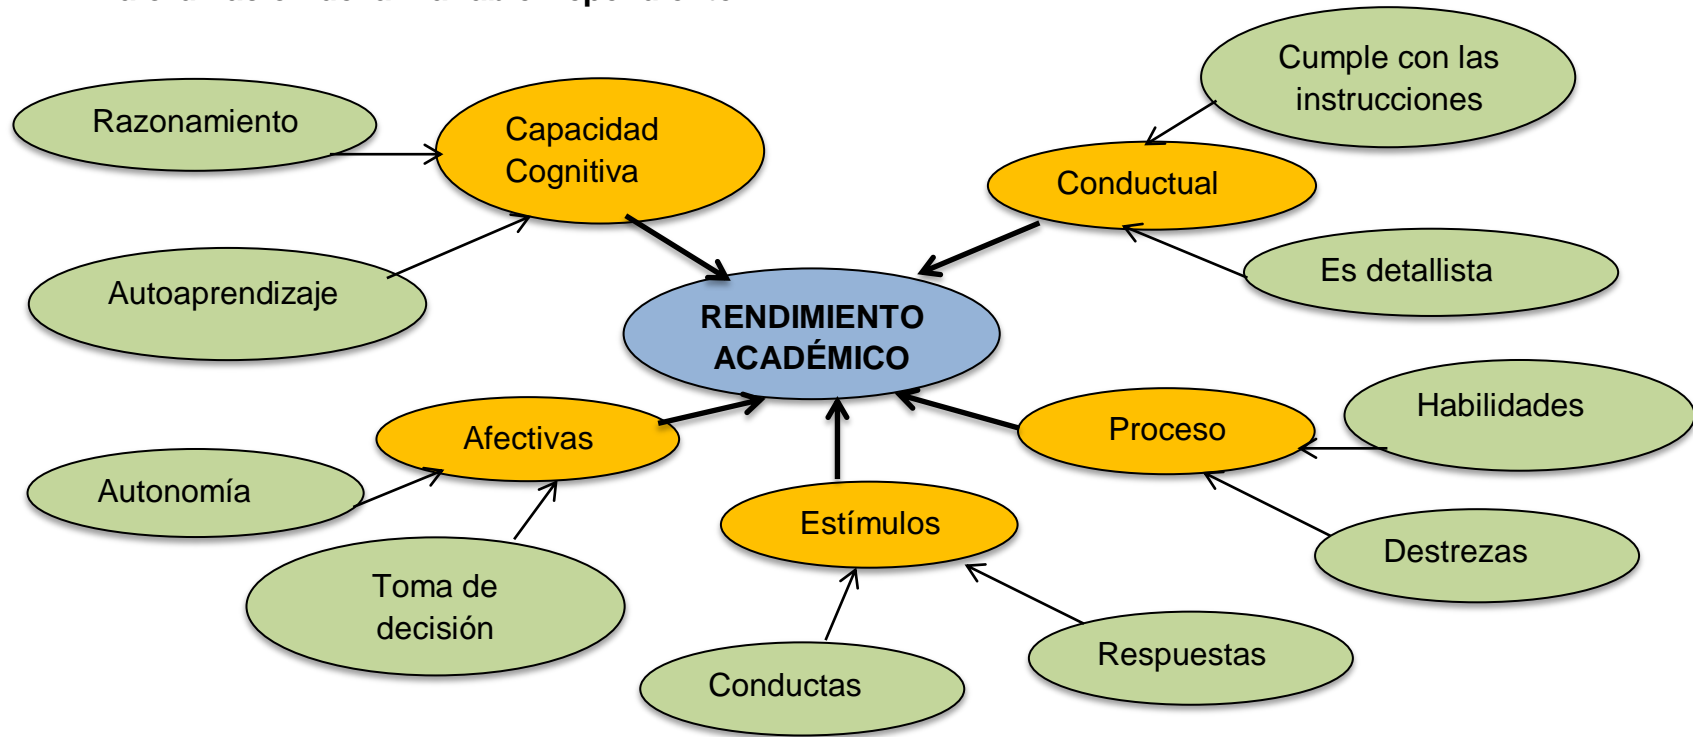 Cumple con las
instrucciones
Razonamiento
Capacidad
Cognitiva
Conductual
Autoaprendizaje
Es detallista
RENDIMIENTO
ACADÉMICO
Habilidades
Afectivas
Proceso
Autonomía
Estímulos
Destrezas
Toma de
decisión
Respuestas
Conductas